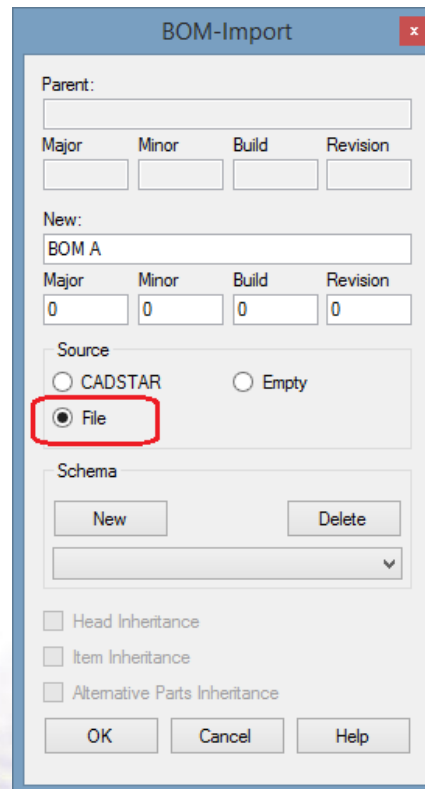 BOM-Import
x
Parent:
Major Minor Build Revision
New:
BOM A
Major Minor Build Revision
0 0 0 0
Source
CADSTAR Empty
File
Schema
New Delete
Head Inheritance
Item Inheritance
Alternative Parts Inheritance
OK Cancel Help